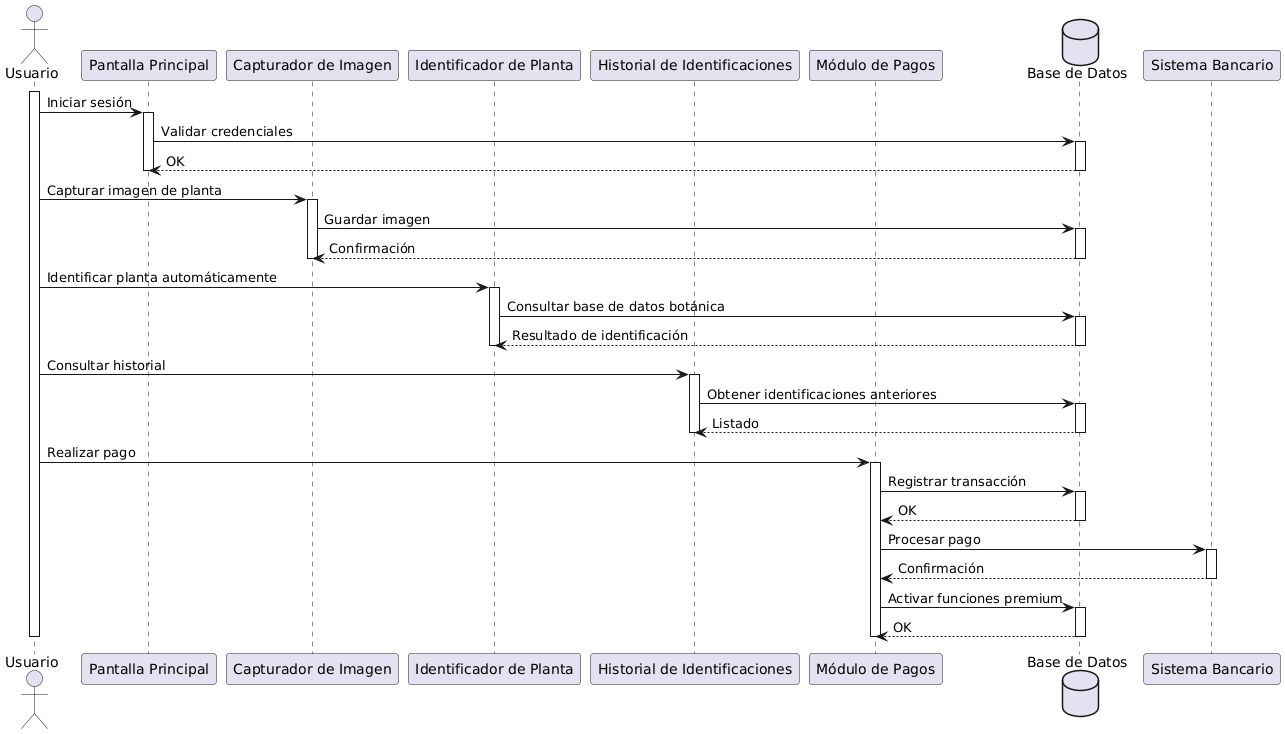 Usuario
Pantalla Principal
Capturador de Imagen
Identificador de Planta
Historial de Identificaciones
Módulo de Pagos
Base de Datos
Sistema Bancario
Iniciar sesión
Validar credenciales
OK
Capturar imagen de planta
Guardar imagen
Confirmación
Identificar planta automáticamente
Consultar base de datos botánica
Resultado de identificación
Consultar historial
Obtener identificaciones anteriores
Listado
Realizar pago
Registrar transacción
OK
Procesar pago
Confirmación
Activar funciones premium
OK
Usuario
Pantalla Principal
Capturador de Imagen
Identificador de Planta
Historial de Identificaciones
Módulo de Pagos
Base de Datos
Sistema Bancario